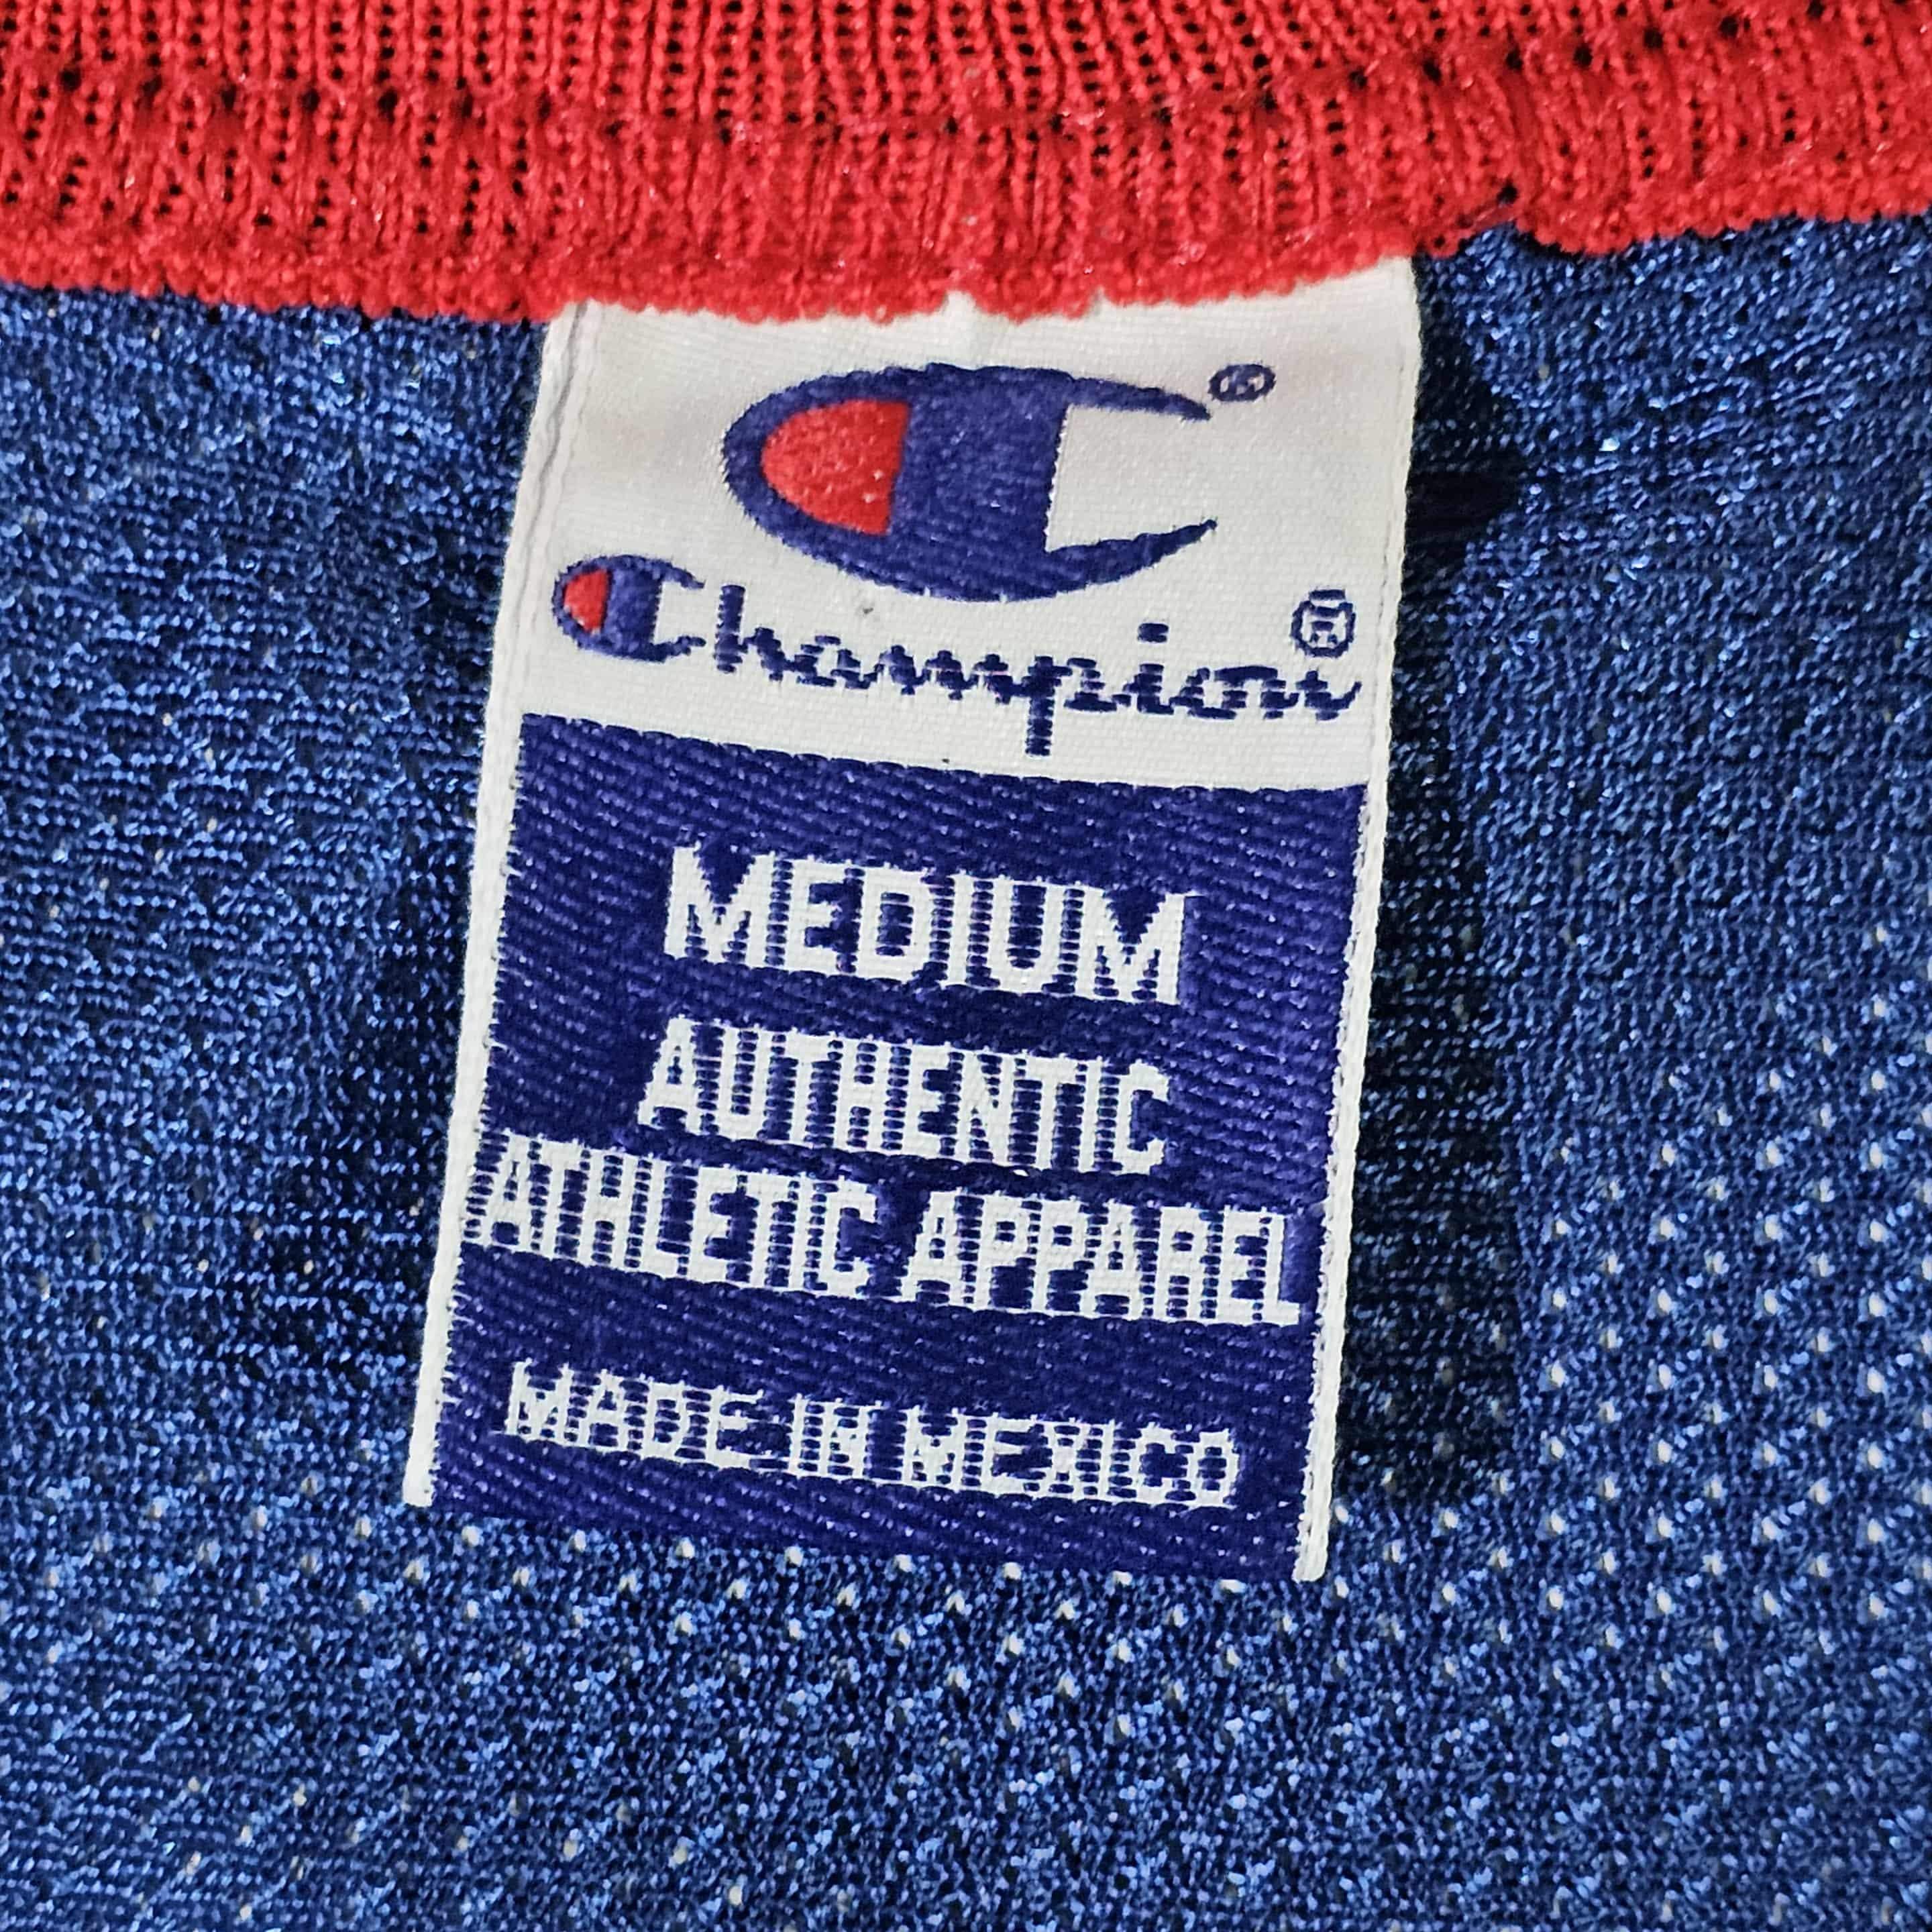 C®
Champion®
MEDIUM
AUTHENTIC
ATHLETIC APPAREL
MADE IN MEXICO